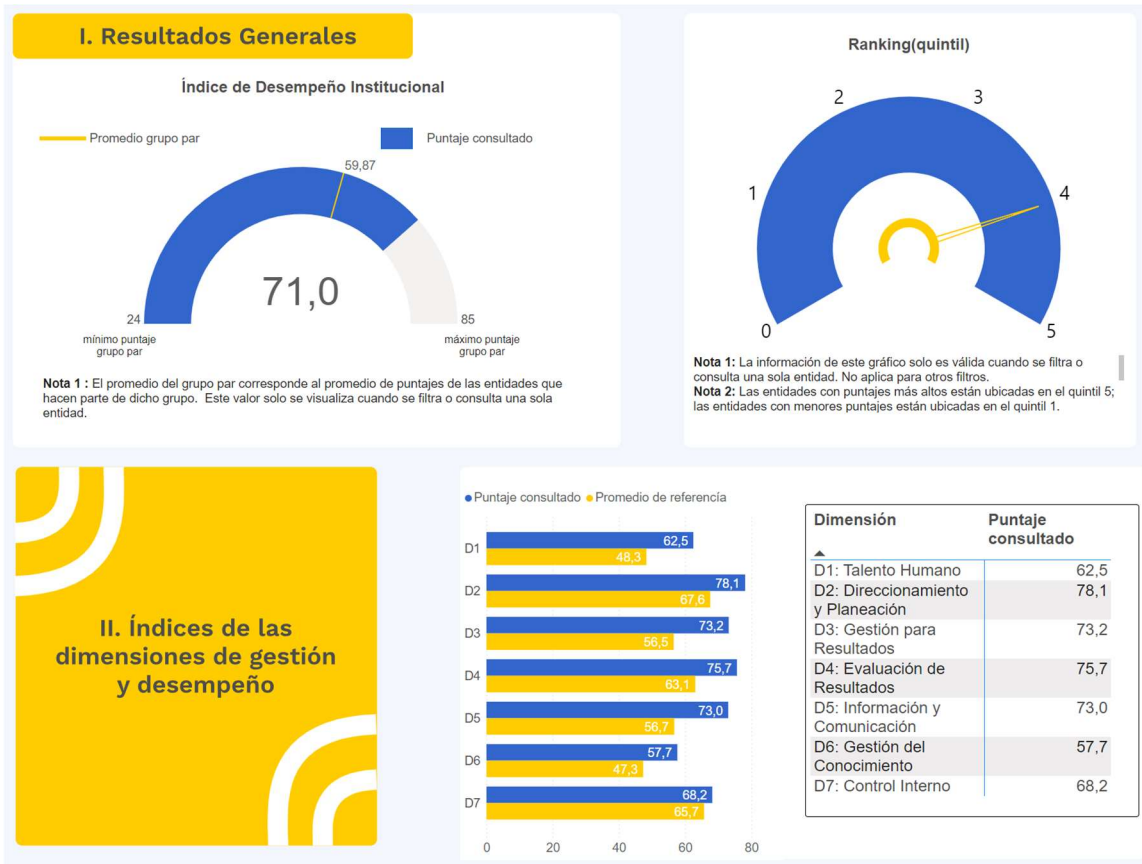 I. Resultados Generales
Índice de Desempeño Institucional
Promedio grupo par
Puntaje consultado
59,87
71,0
24
mínimo puntaje
grupo par
85
máximo puntaje
grupo par
Nota 1 : El promedio del grupo par corresponde al promedio de puntajes de las entidades que
hacen parte de dicho grupo. Este valor solo se visualiza cuando se filtra o consulta una sola
entidad.
Ranking(quintil)
0
1
2
3
4
5
Nota 1: La información de este gráfico solo es válida cuando se filtra o
consulta una sola entidad. No aplica para otros filtros.
Nota 2: Las entidades con puntajes más altos están ubicadas en el quintil 5;
las entidades con menores puntajes están ubicadas en el quintil 1.
II. Índices de las
dimensiones de gestión
y desempeño
Puntaje consultado Promedio de referencía
D1 62,5
48,3
D2 78,1
67,6
D3 73,2
56,5
D4 75,7
63,1
D5 73,0
56,7
D6 57,7
47,3
D7 68,2
65,7
0 20 40 60 80
Dimensión Puntaje
consultado
D1: Talento Humano 62,5
D2: Direccionamiento 78,1
y Planeación
D3: Gestión para 73,2
Resultados
D4: Evaluación de 75,7
Resultados
D5: Información y 73,0
Comunicación
D6: Gestión del 57,7
Conocimiento
D7: Control Interno 68,2